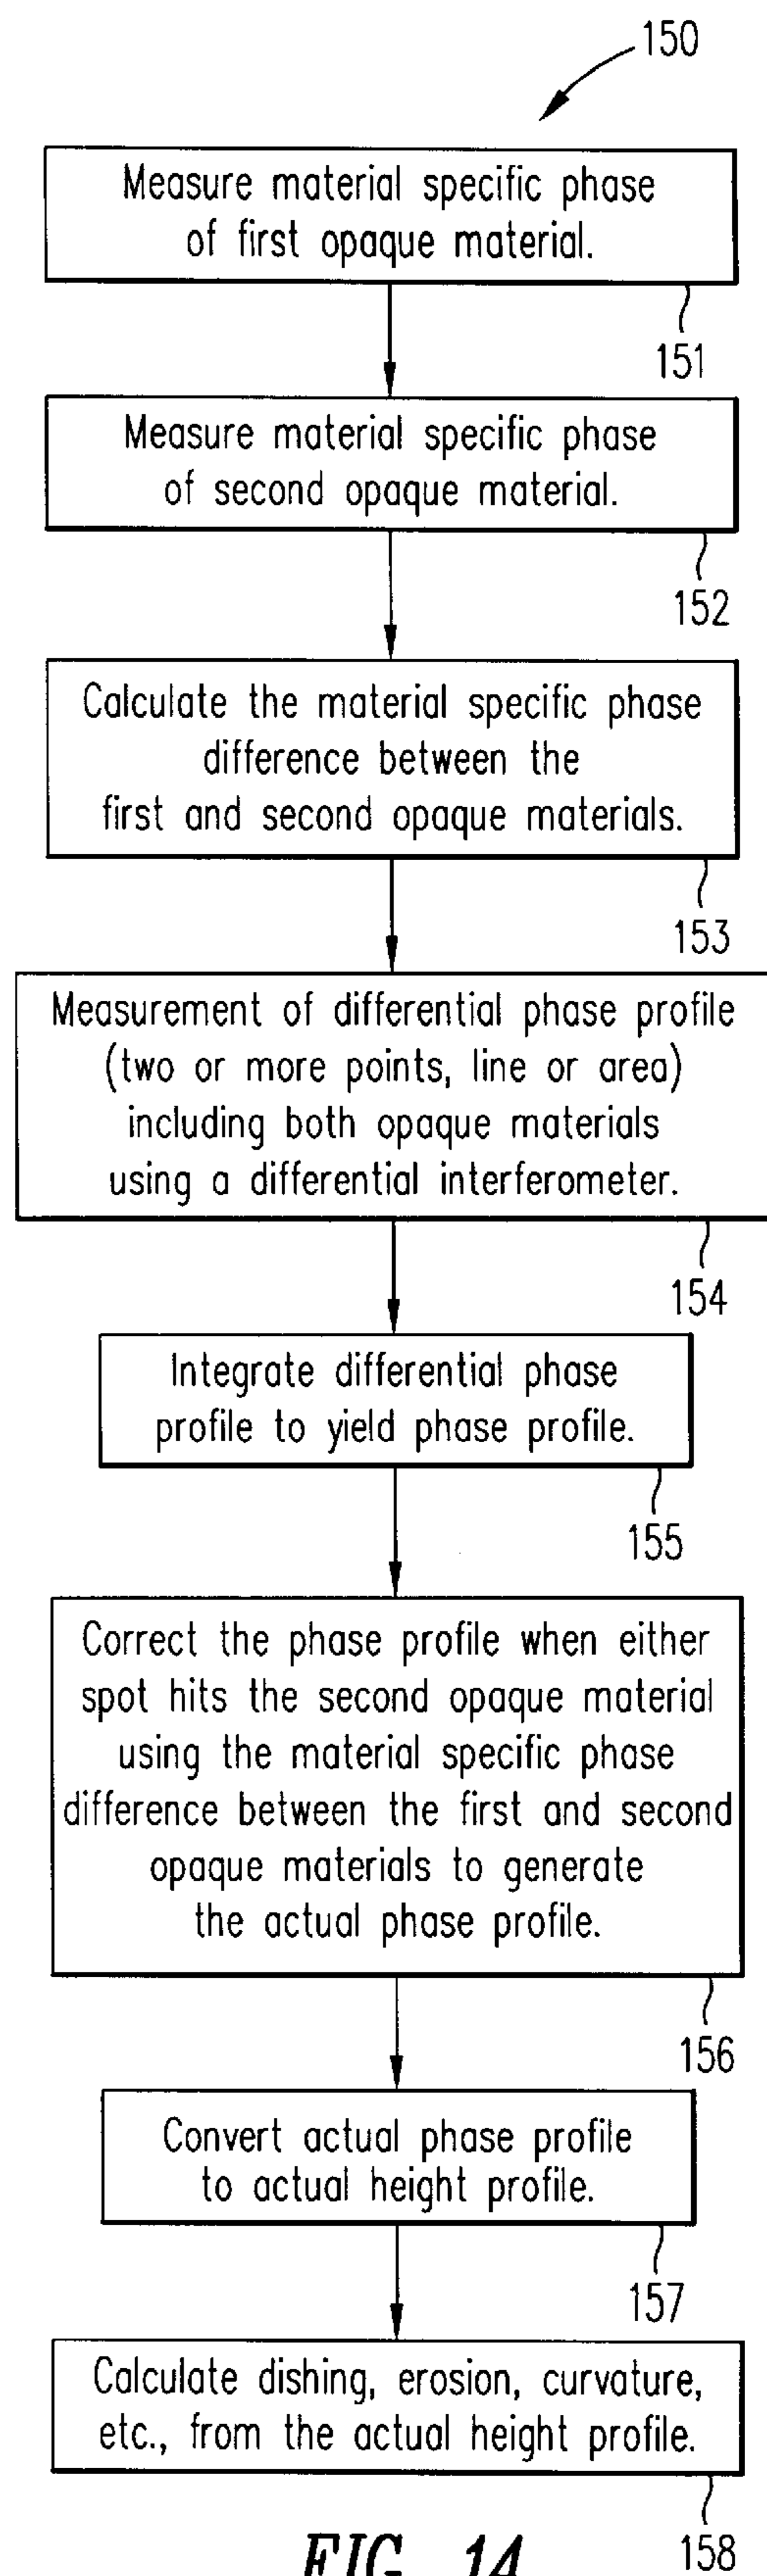 150
Measure material specific phase
of first opaque material.
151
Measure material specific phase
of second opaque material.
152
Calculate the material specific phase
difference between the
first and second opaque materials.
153
Measurement of differential phase profile
(two or more points, line or area)
including both opaque materials
using a differential interferometer.
154
Integrate differential phase
profile to yield phase profile.
155
Correct the phase profile when either
spot hits the second opaque material
using the material specific phase
difference between the first and second
opaque materials to generate
the actual phase profile.
156
Convert actual phase profile
to actual height profile.
157
Calculate dishing, erosion, curvature,
etc., from the actual height profile.
158
FIG. 14